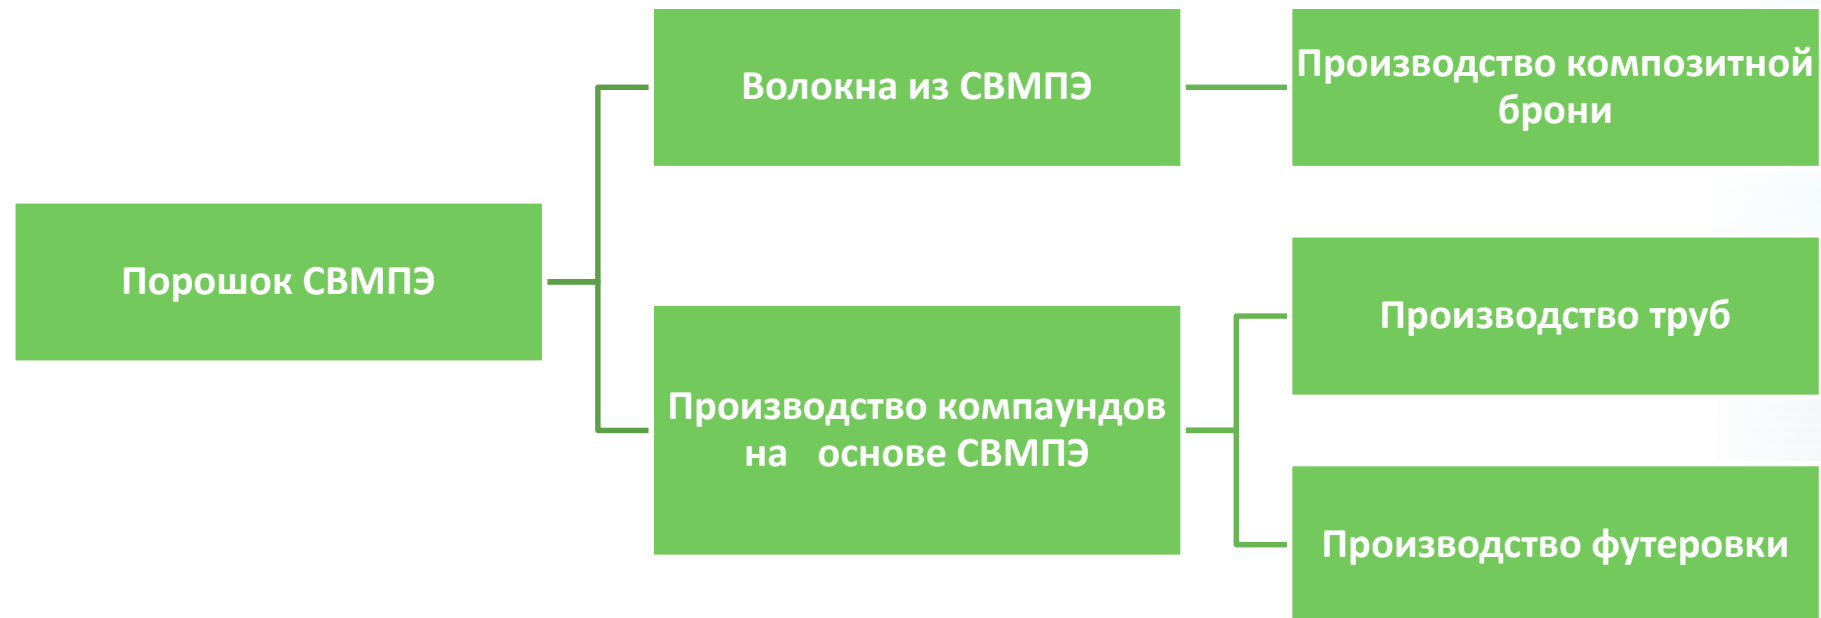 Волокна из СВМПЭ
Производство композитной
брони
Порошок СВМПЭ
Производство труб
Производство компаундов
на основе СВМПЭ
Производство футеровки